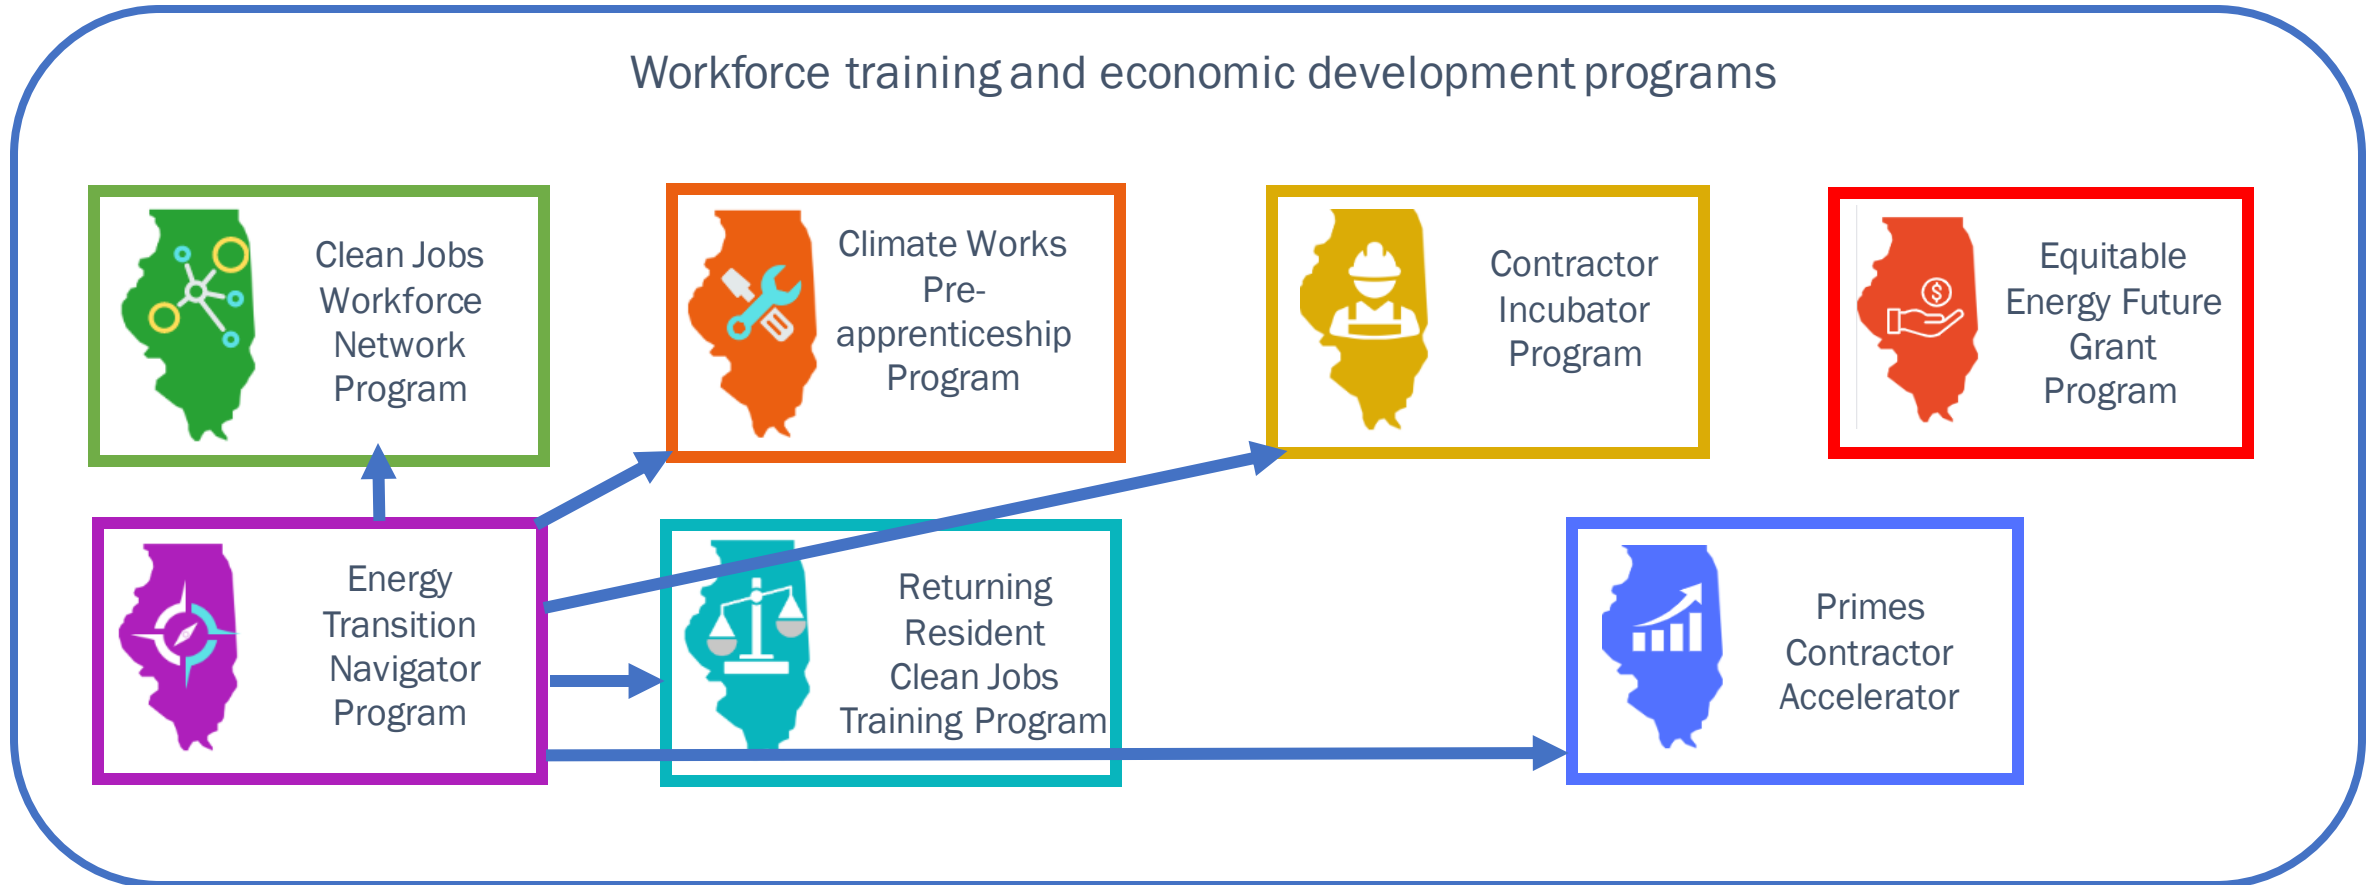 Workforce training and economic development programs
Clean Jobs
Workforce
Network
Program
Climate Works
Pre-
apprenticeship
Program
Contractor
Incubator
Program
$
Equitable
Energy Future
Grant
Program
Energy
Transition
Navigator
Program
Returning
Resident
Clean Jobs
Training Program
Primes
Contractor
Accelerator